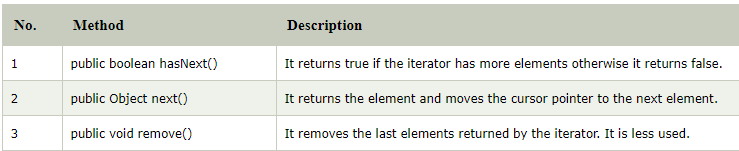 No. Method Description
1 public boolean hasNext() It returns true if the iterator has more elements otherwise it returns false.
2 public Object next() It returns the element and moves the cursor pointer to the next element.
3 public void remove() It removes the last elements returned by the iterator. It is less used.